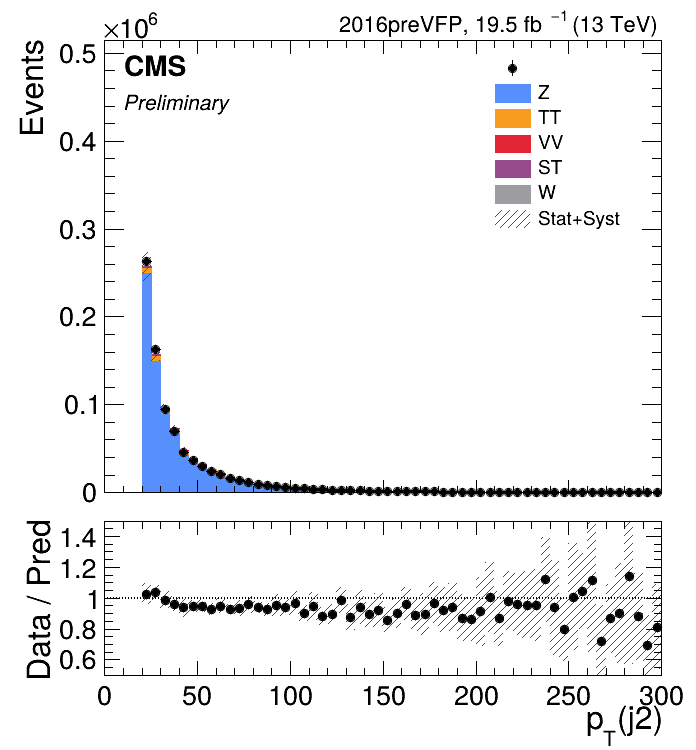 ×10⁶
2016preVFP, 19.5 fb⁻¹ (13 TeV)
CMS
Preliminary
Z
TT
VV
ST
W
Stat+Syst
Events
0.5
0.4
0.3
0.2
0.1
0
Data / Pred
1.4
1.2
1
0.8
0.6
0 50 100 150 200 250 300
p_T(j2)